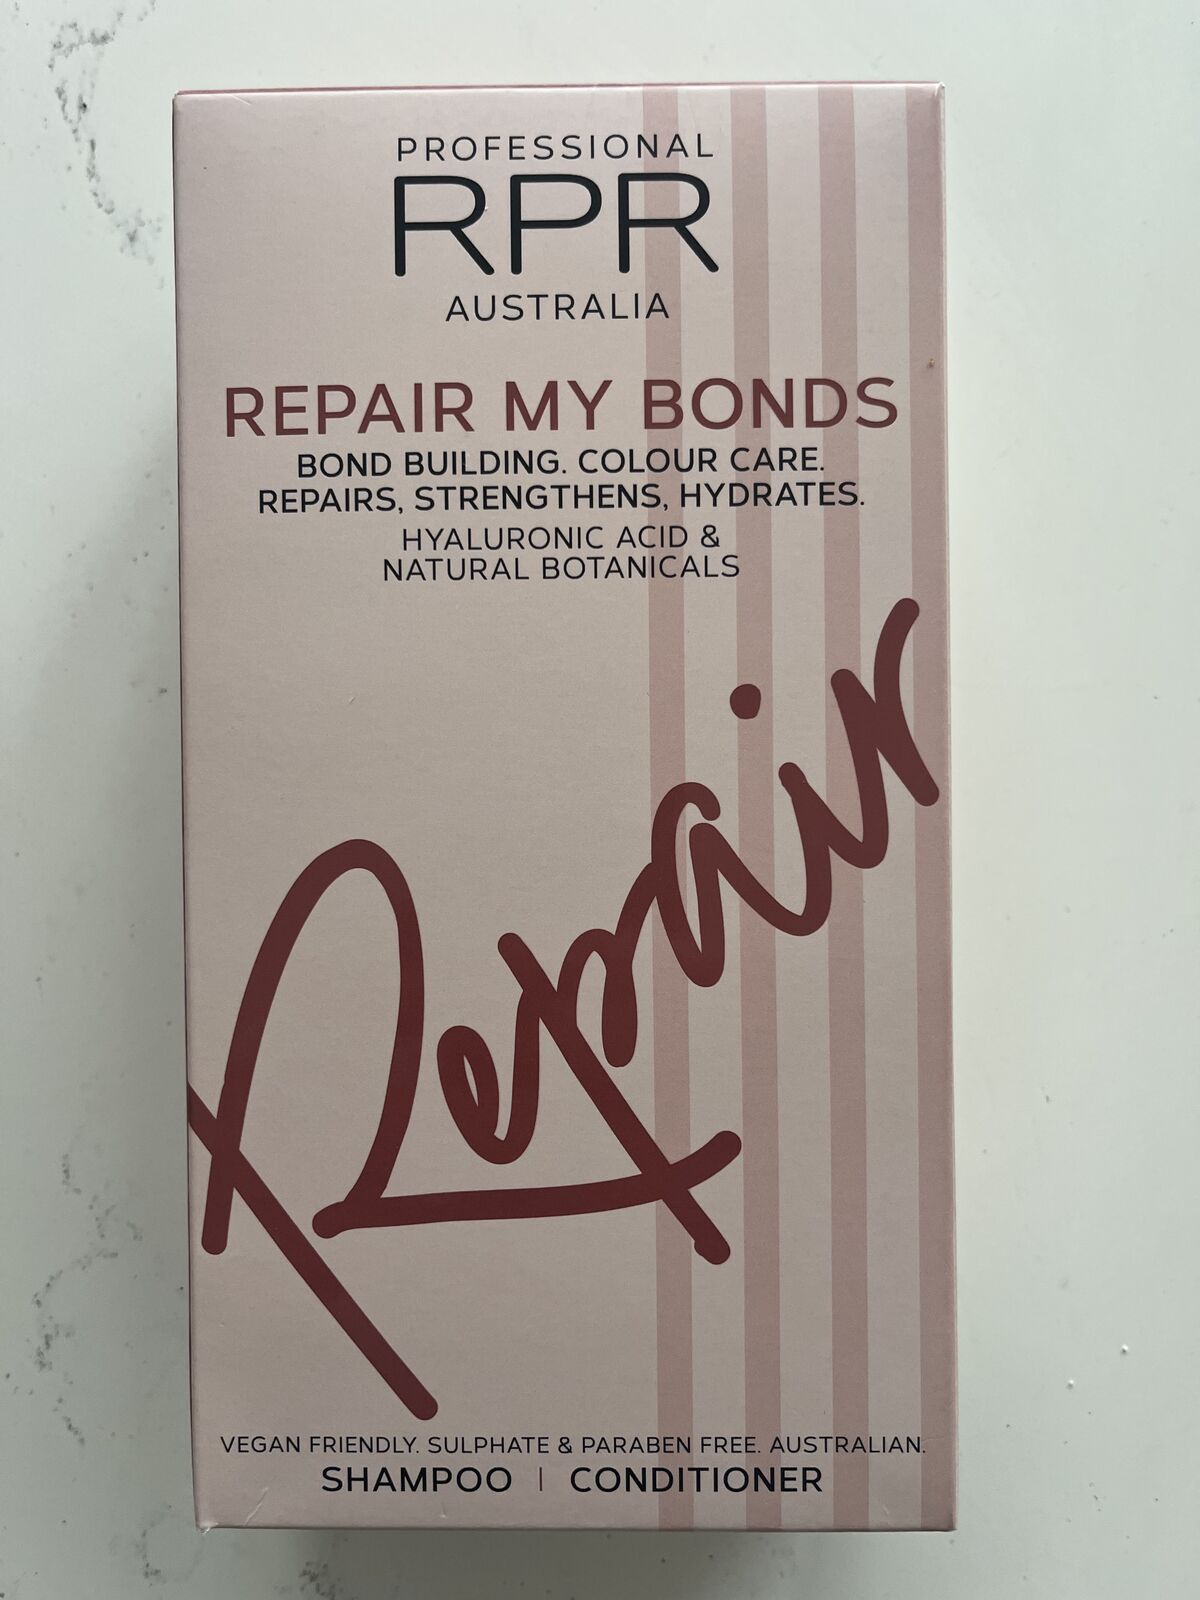 PROFESSIONAL
RPR
AUSTRALIA
REPAIR MY BONDS
BOND BUILDING. COLOUR CARE.
REPAIRS, STRENGTHENS, HYDRATES.
HYALURONIC ACID &
NATURAL BOTANICALS
Repair
VEGAN FRIENDLY. SULPHATE & PARABEN FREE. AUSTRALIAN.
SHAMPOO | CONDITIONER